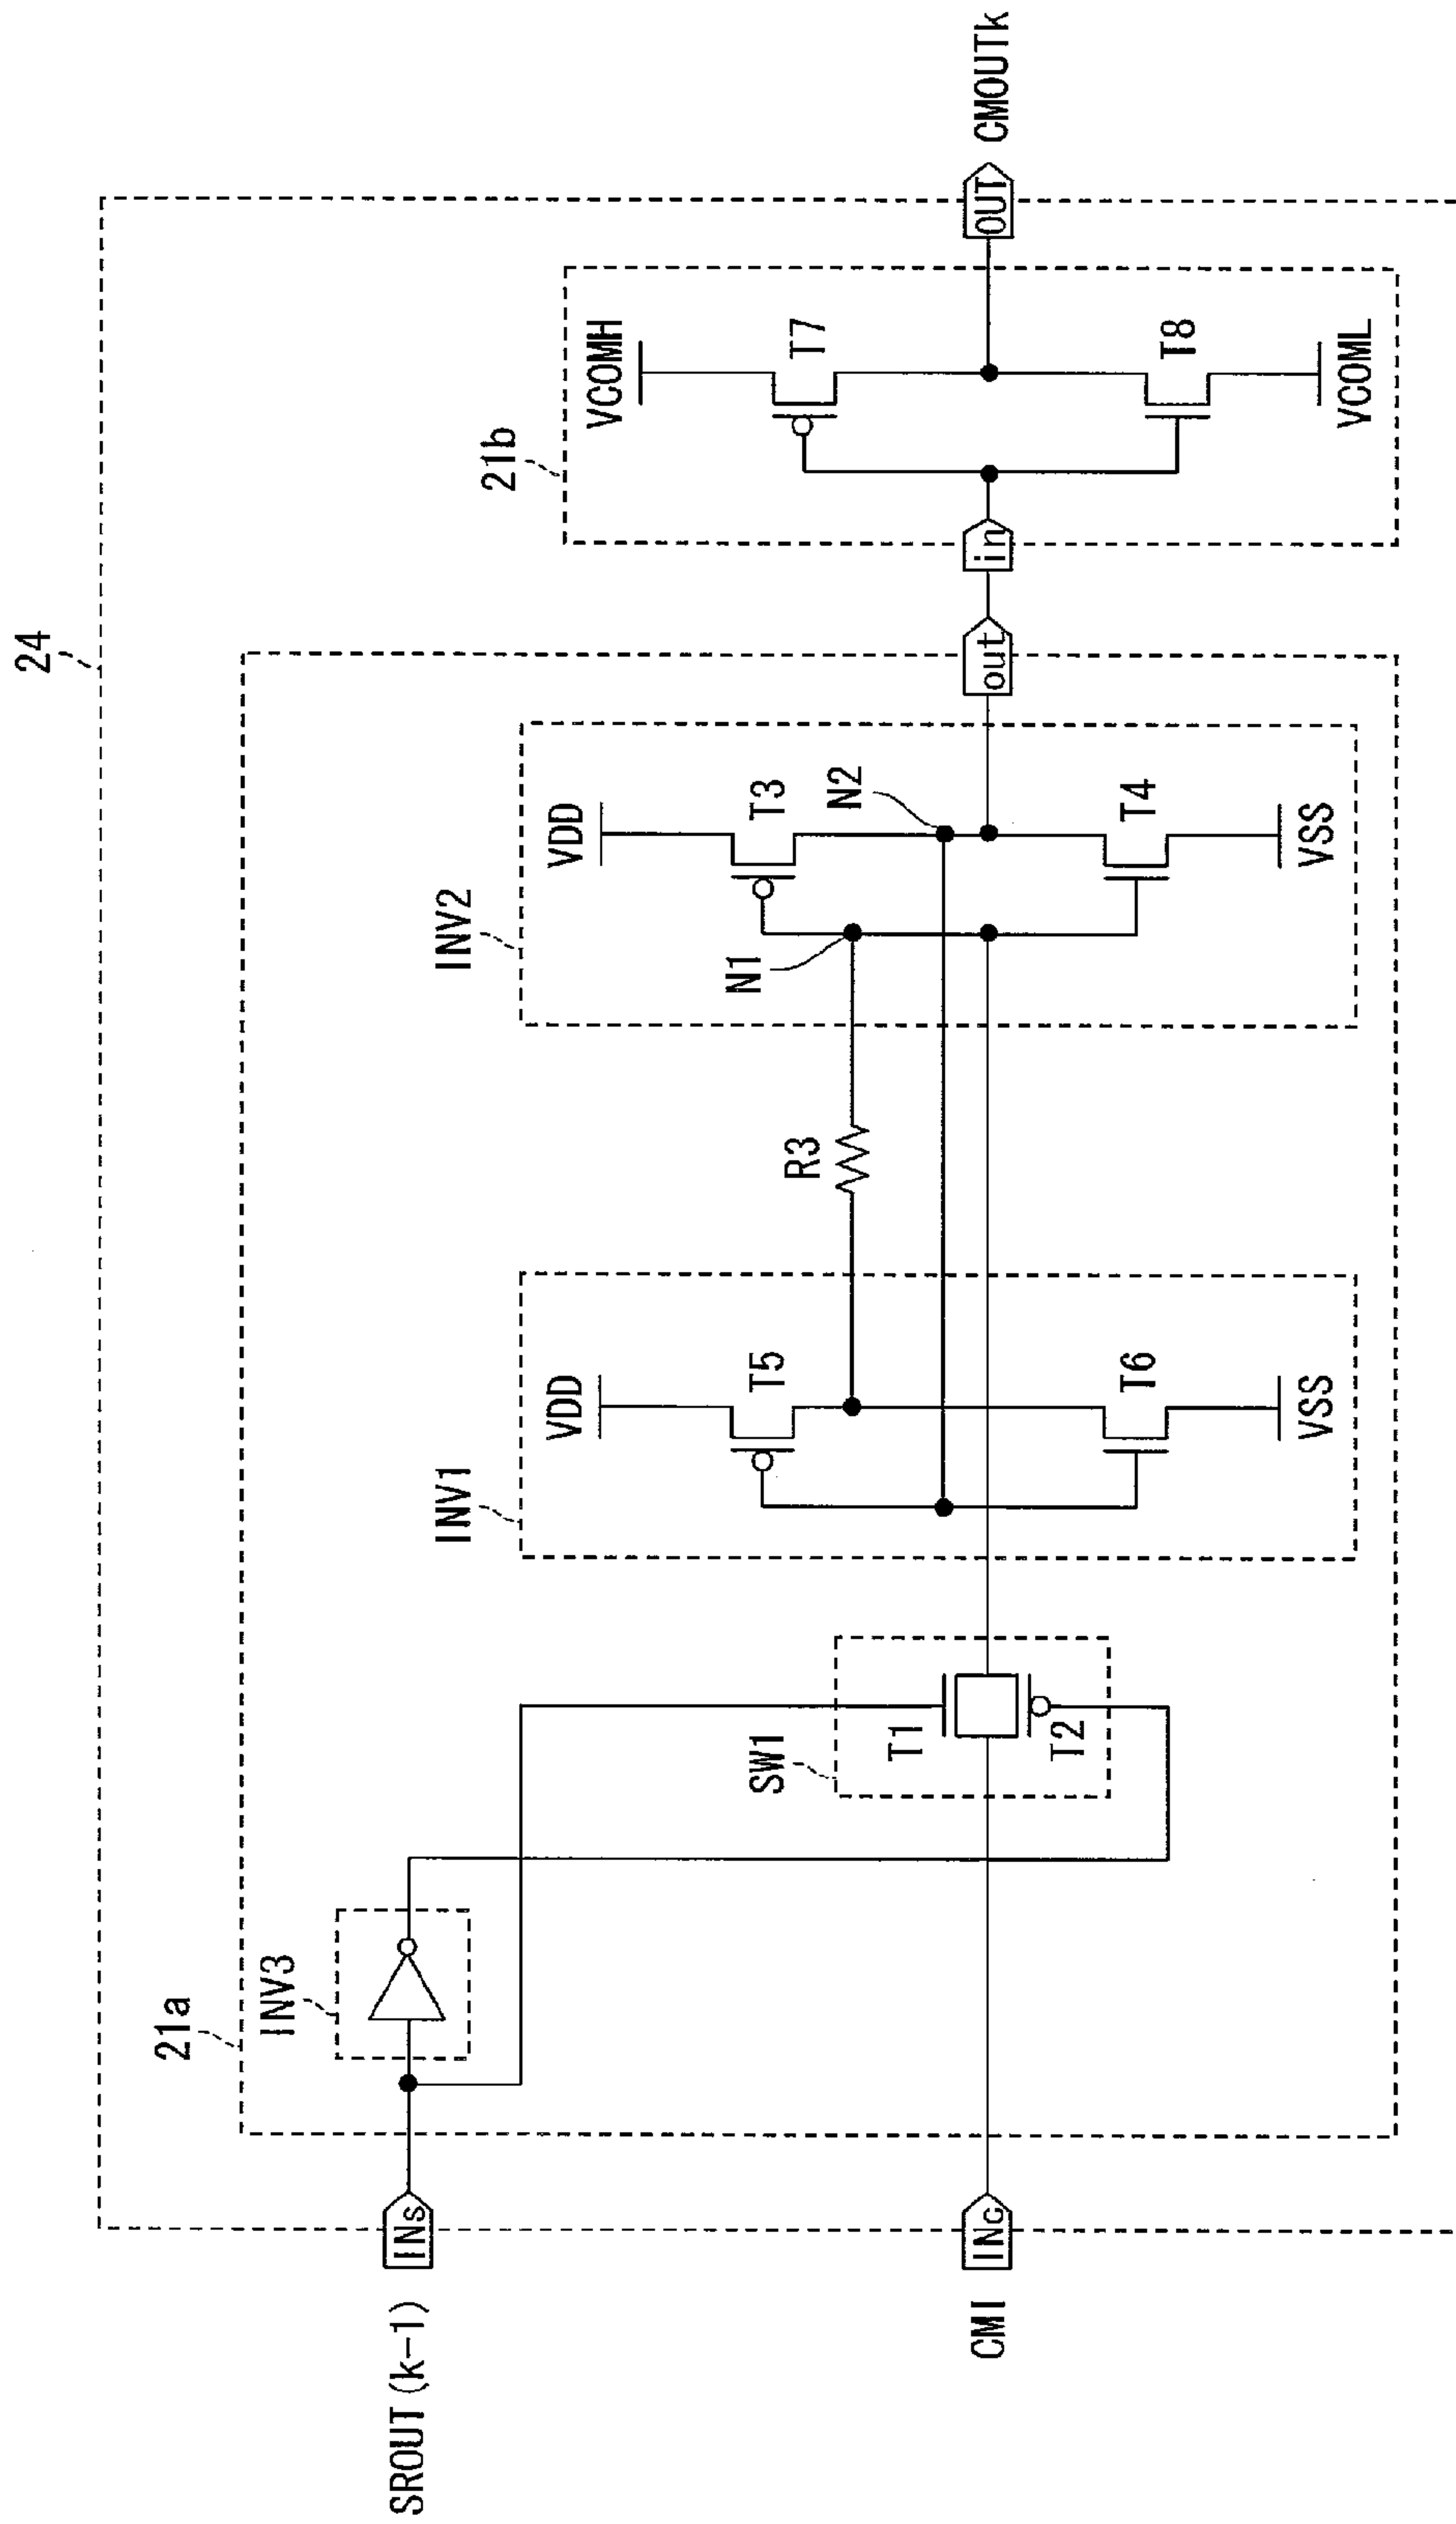 24
21a
INV3
SROUT(k-1)
INs
CMI
INc
SW1
T1
T2
INV1
VDD
T5
T6
VSS
R3
INV2
VDD
T3
N1
N2
T4
VSS
out
in
21b
VCOMH
T7
T8
VCOML
OUT
CMOUTk